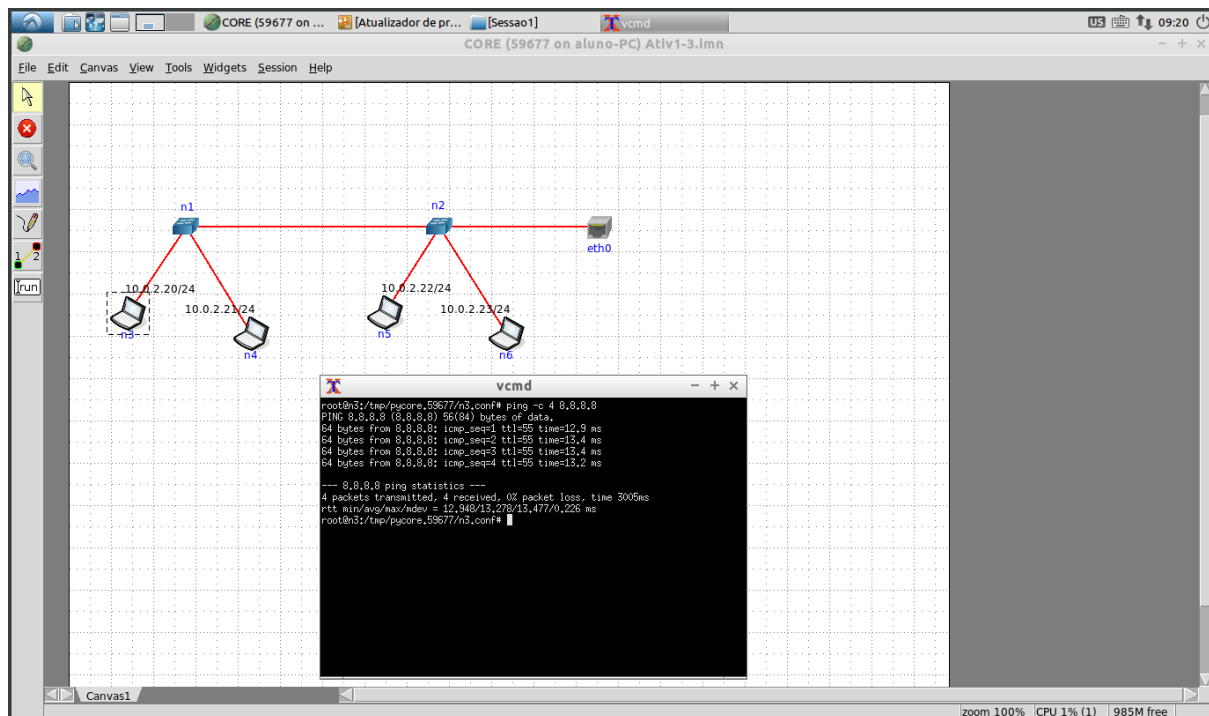 CORE (59677 on ... [Atualizador de pr... [Sessao1] vcmd US 09:20
CORE (59677 on aluno-PC) Ativ1-3.imn
File Edit Canvas View Tools Widgets Session Help
n1 n2
eth0
1 2
10.0.2.20/24 10.0.2.22/24
run
10.0.2.21/24 10.0.2.23/24
n3 n5
n4 n6
vcmd
root@n3:/tmp/pycore.59677/n3.conf# ping -c 4 8.8.8.8
PING 8.8.8.8 (8.8.8.8) 56(84) bytes of data.
64 bytes from 8.8.8.8: icmp_seq=1 ttl=55 time=12.9 ms
64 bytes from 8.8.8.8: icmp_seq=2 ttl=55 time=13.4 ms
64 bytes from 8.8.8.8: icmp_seq=3 ttl=55 time=13.4 ms
64 bytes from 8.8.8.8: icmp_seq=4 ttl=55 time=13.2 ms
--- 8.8.8.8 ping statistics ---
4 packets transmitted, 4 received, 0% packet loss, time 3005ms
rtt min/avg/max/mdev = 12.948/13.278/13.477/0.226 ms
root@n3:/tmp/pycore.59677/n3.conf#
Canvas1
zoom 100% CPU 1% (1) 985M free